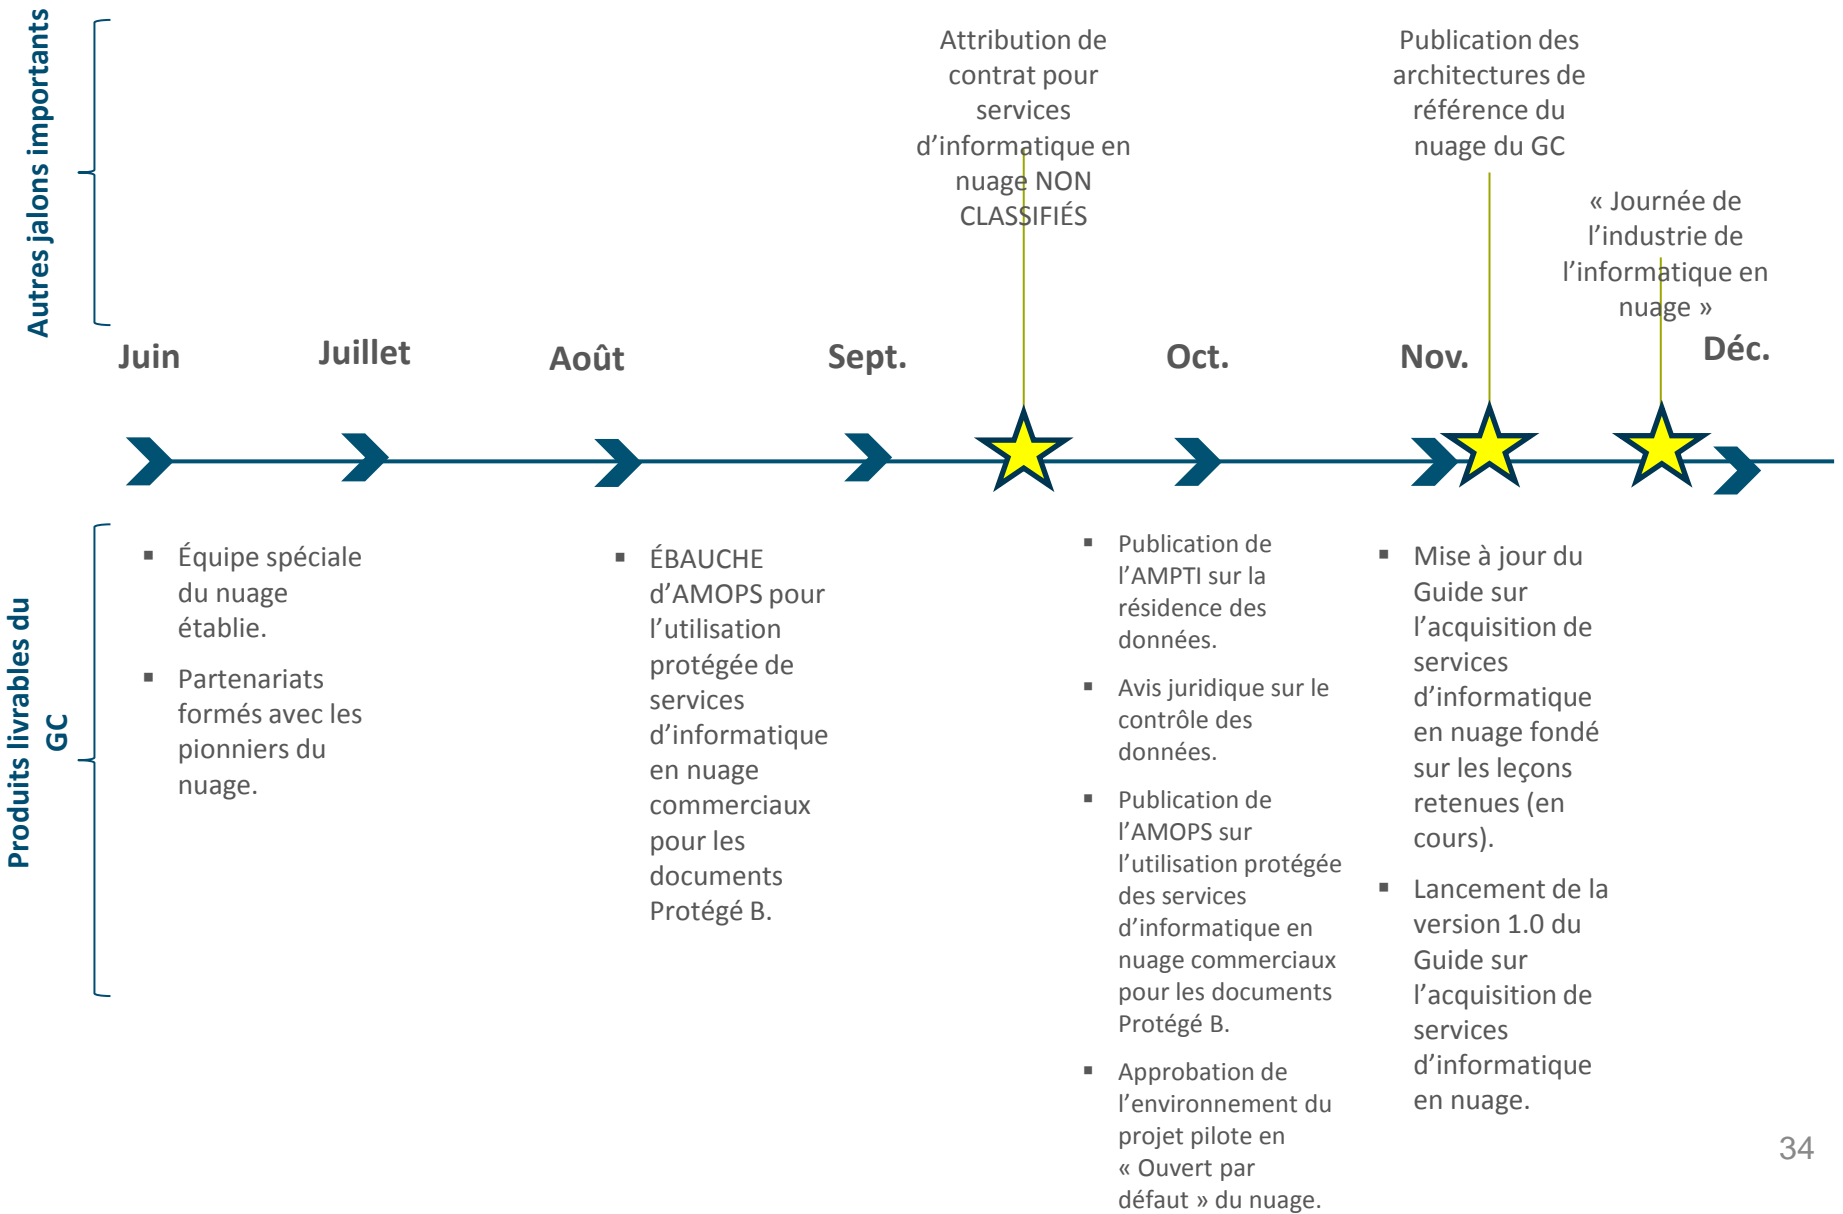 Autres jalons importants
Attribution de
contrat pour
services
d’informatique en
nuage NON
CLASSIFIÉS
Publication des
architectures de
référence du
nuage du GC
« Journée de
l’industrie de
l’informatique en
nuage »
Juin
Juillet
Août
Sept.
Oct.
Nov.
Déc.
Produits livrables du
GC
▪ Équipe spéciale
du nuage
établie.
▪ Partenariats
formés avec les
pionniers du
nuage.
▪ ÉBAUCHE
d’AMOPS pour
l’utilisation
protégée de
services
d’informatique
en nuage
commerciaux
pour les
documents
Protégé B.
▪ Publication de
l’AMPTI sur la
résidence des
données.
▪ Avis juridique sur le
contrôle des
données.
▪ Publication de
l’AMOPS sur
l’utilisation protégée
des services
d’informatique en
nuage commerciaux
pour les documents
Protégé B.
▪ Approbation de
l’environnement du
projet pilote en
« Ouvert par
défaut » du nuage.
▪ Mise à jour du
Guide sur
l’acquisition de
services
d’informatique
en nuage fondé
sur les leçons
retenues (en
cours).
▪ Lancement de la
version 1.0 du
Guide sur
l’acquisition de
services
d’informatique
en nuage.
34